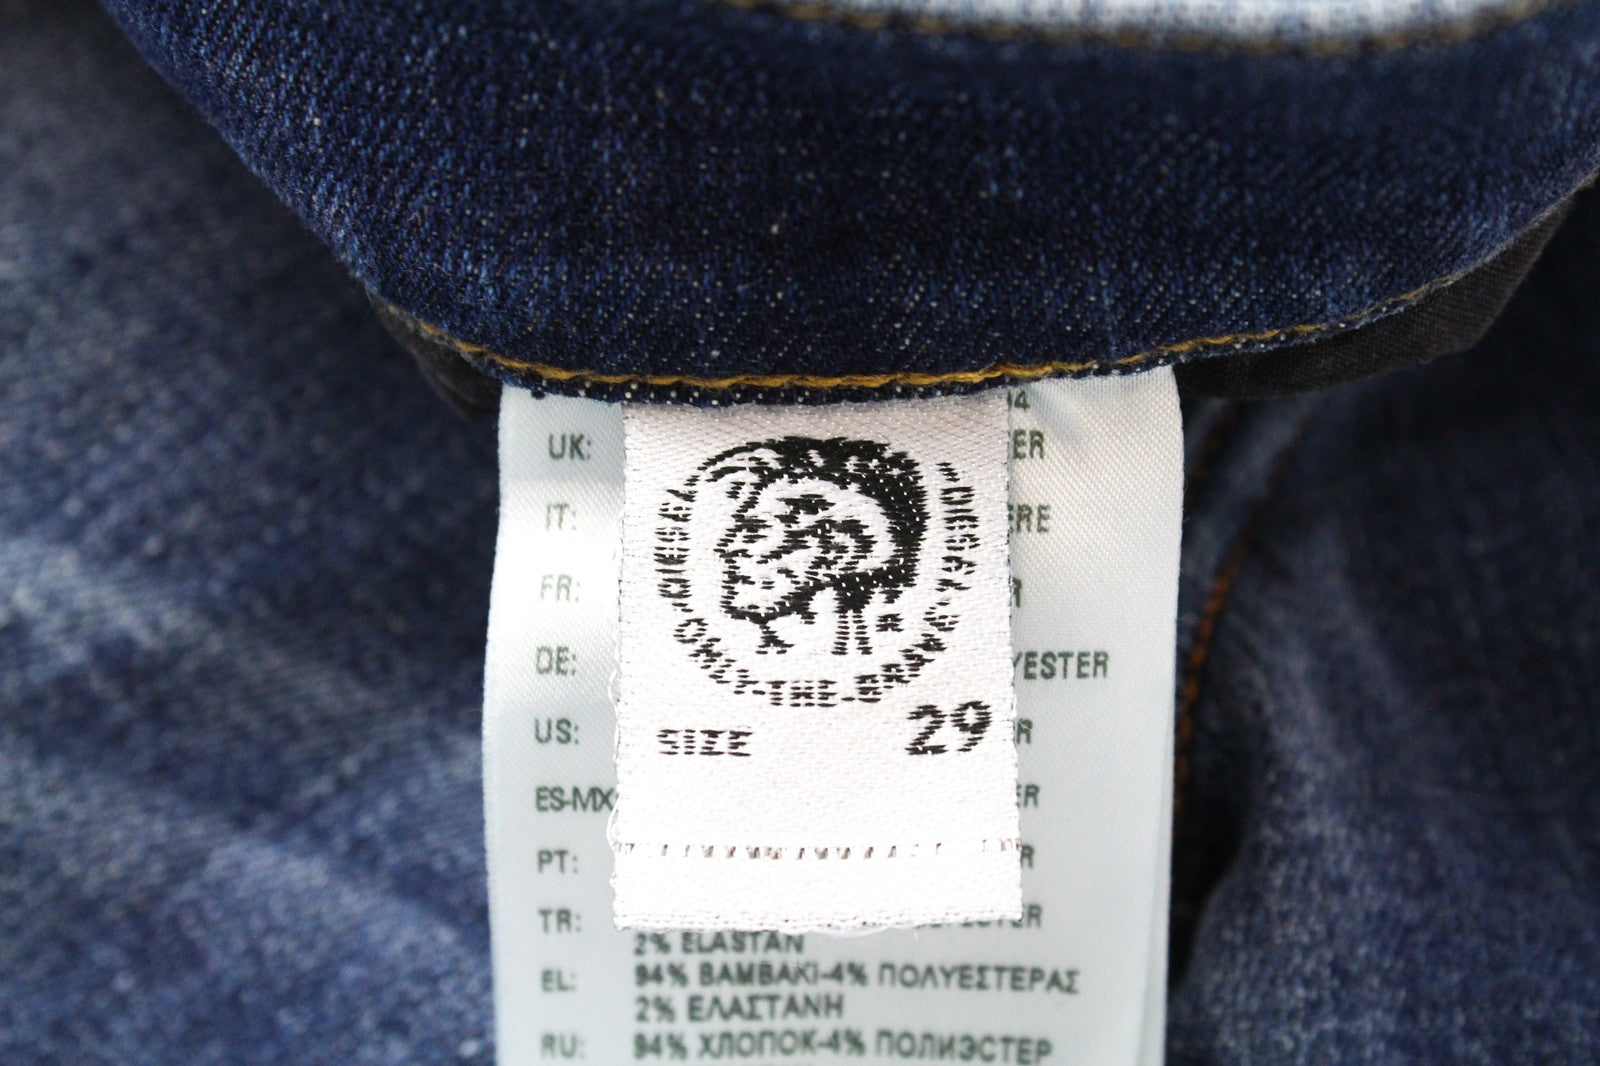 UK: ER
IT: ERE
FR: R
DE: YESTER
US: R
ES-MX ER
PT: R
TR:
2% ELASTAN
EL: 94% ΒΑΜΒΑΚΙ-4% ΠΟΛΥΕΣΤΕΡΑΣ
2% ΕΛΑΣΤΑΝΗ
RU: 94% ХЛОПОК-4% ПОЛИЭСТЕР
DIESEL
DIESEL
ONLY-THE-BRAVE
SIZE 29